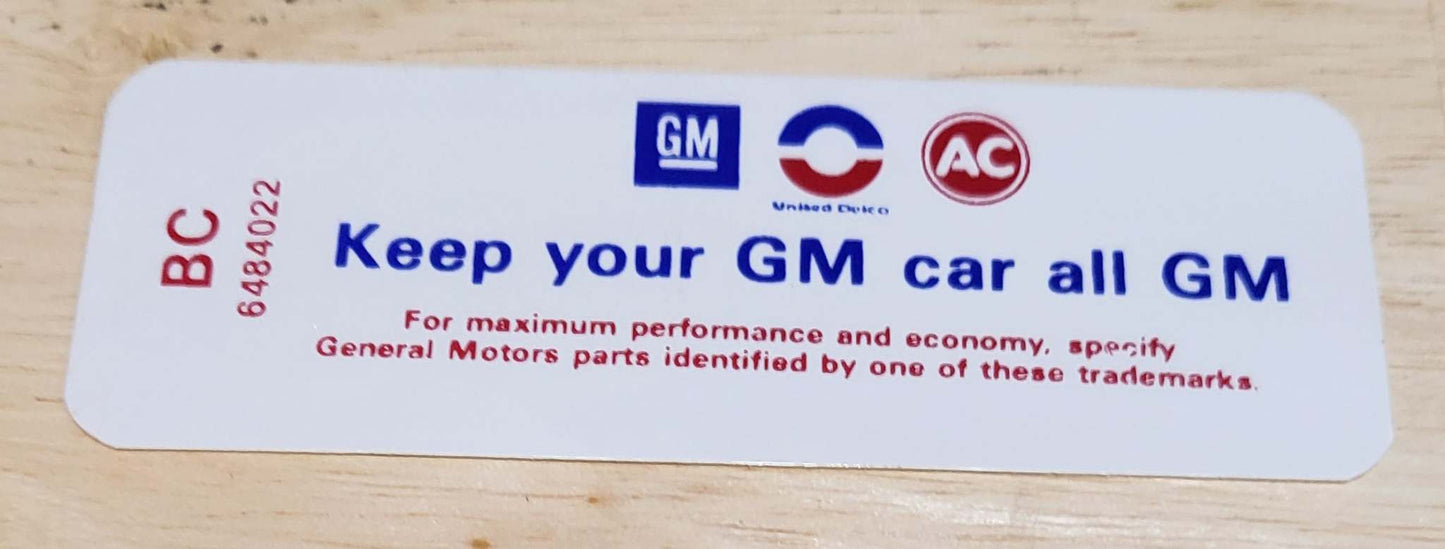 BC
6484022
GM
AC
United Delco
Keep your GM car all GM
For maximum performance and economy, specify
General Motors parts identified by one of these trademarks.